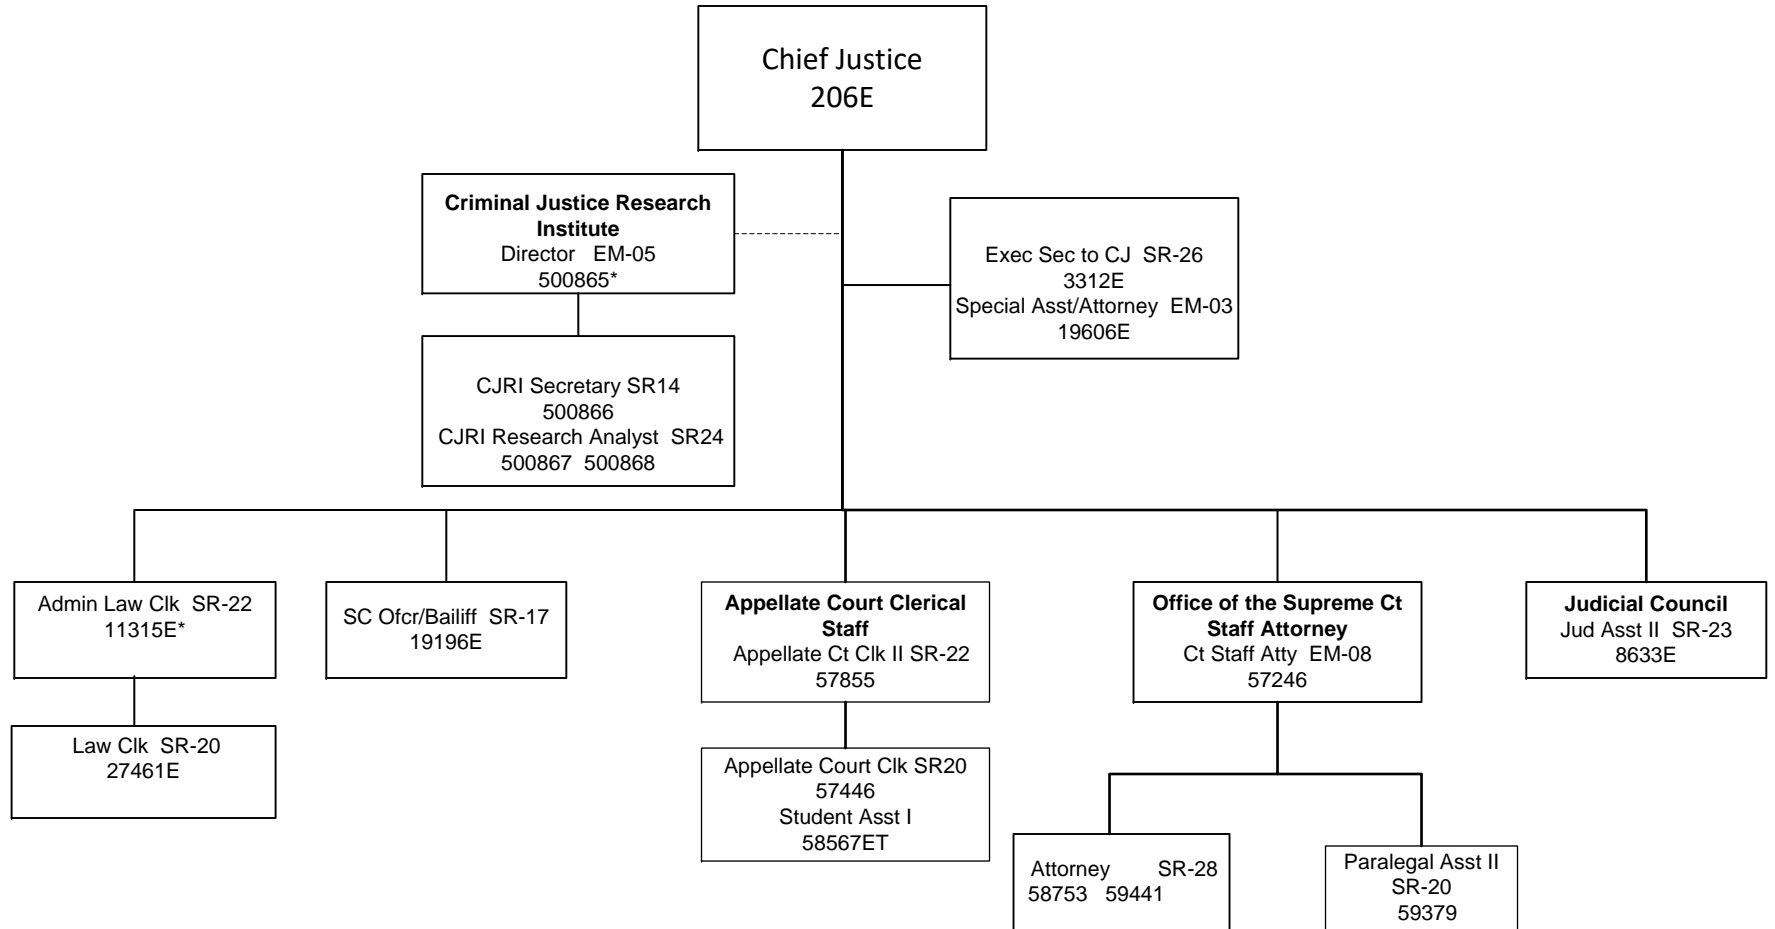 Chief Justice
206E
Criminal Justice Research
Institute
Director EM-05
500865*
Exec Sec to CJ SR-26
3312E
Special Asst/Attorney EM-03
19606E
CJRI Secretary SR14
500866
CJRI Research Analyst SR24
500867 500868
Admin Law Clk SR-22
11315E*
SC Ofcr/Bailiff SR-17
19196E
Appellate Court Clerical
Staff
Appellate Ct Clk II SR-22
57855
Office of the Supreme Ct
Staff Attorney
Ct Staff Atty EM-08
57246
Judicial Council
Jud Asst II SR-23
8633E
Law Clk SR-20
27461E
Appellate Court Clk SR20
57446
Student Asst I
58567ET
Attorney SR-28
58753 59441
Paralegal Asst II
SR-20
59379